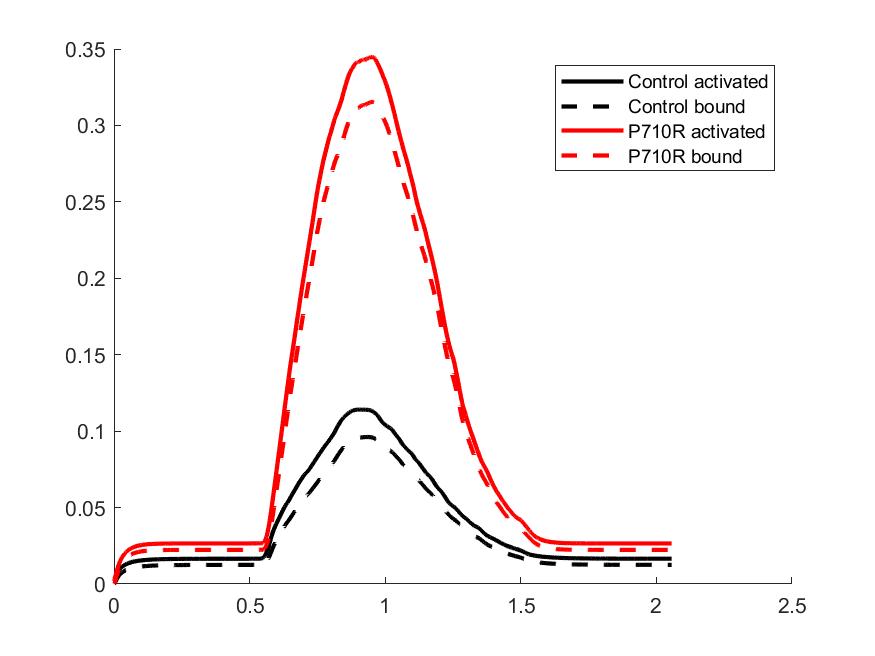 0.35
0.3
0.25
0.2
0.15
0.1
0.05
0
0 0.5 1 1.5 2 2.5
Control activated
Control bound
P710R activated
P710R bound